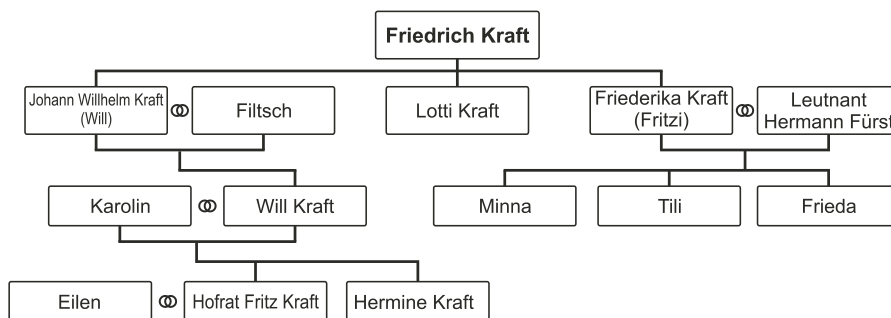 Friedrich Kraft
Johann Willhelm Kraft
(Will)
Filtsch
Lotti Kraft
Friederika Kraft
(Fritzi)
Leutnant
Hermann Fürst
Karolin
Will Kraft
Minna
Tili
Frieda
Eilen
Hofrat Fritz Kraft
Hermine Kraft